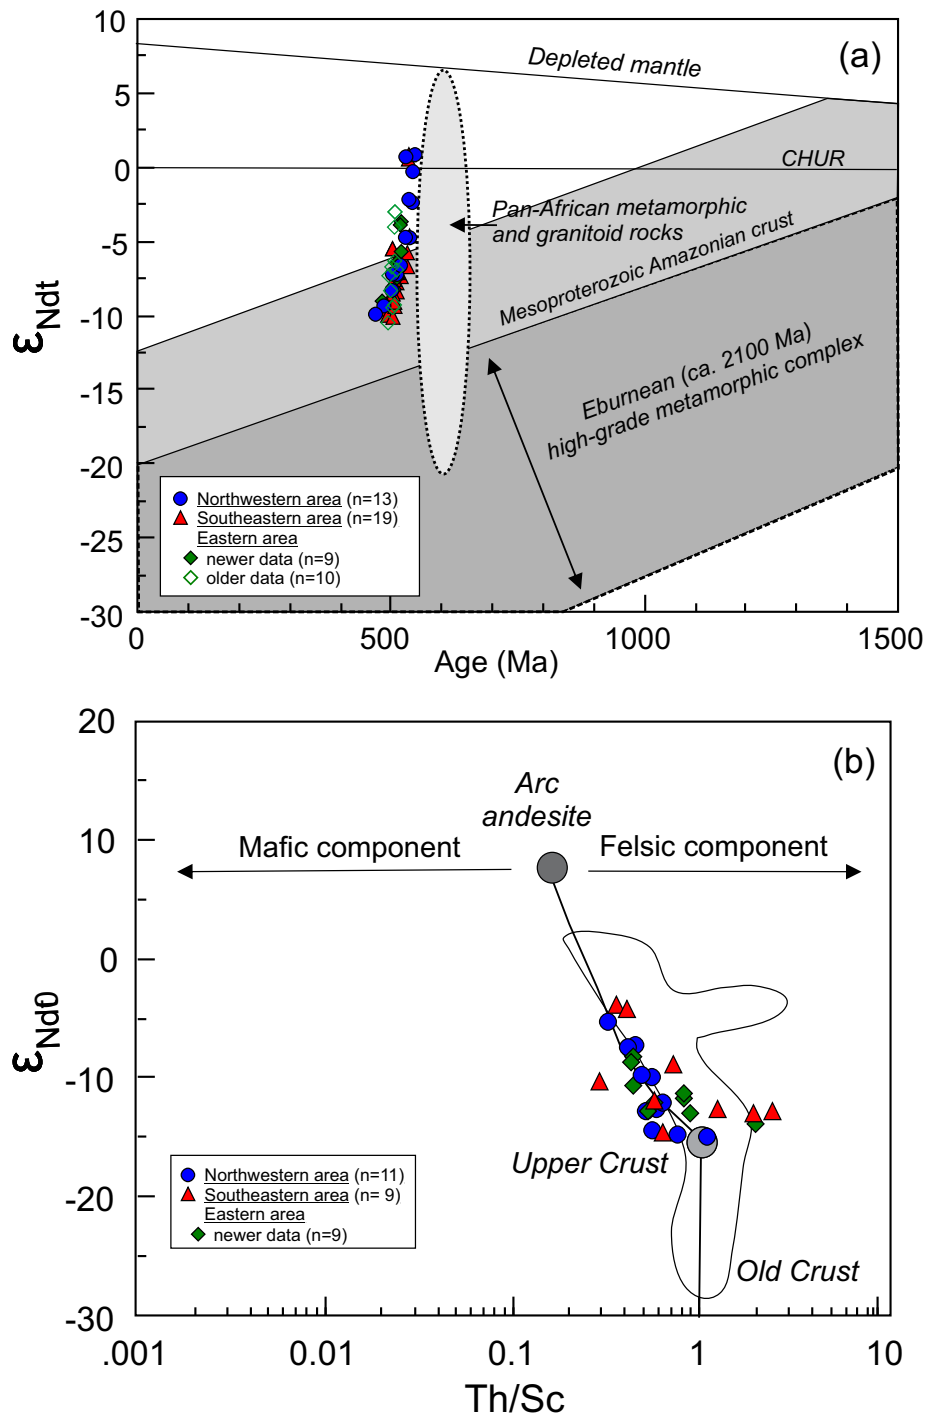 10
5
0
-5
-10
-15
-20
-25
-30
εNdt
(a)
Depleted mantle
CHUR
Pan-African metamorphic
and granitoid rocks
Mesoproterozoic Amazonian crust
Eburnean (ca. 2100 Ma)
high-grade metamorphic complex
Northwestern area (n=13)
Southeastern area (n=19)
Eastern area
newer data (n=9)
older data (n=10)
0 500 1000 1500
Age (Ma)
20
10
0
-10
-20
-30
εNdt0
(b)
Arc
andesite
Mafic component
Felsic component
Upper Crust
Old Crust
Northwestern area (n=11)
Southeastern area (n= 9)
Eastern area
newer data (n=9)
.001 0.01 0.1 1 10
Th/Sc